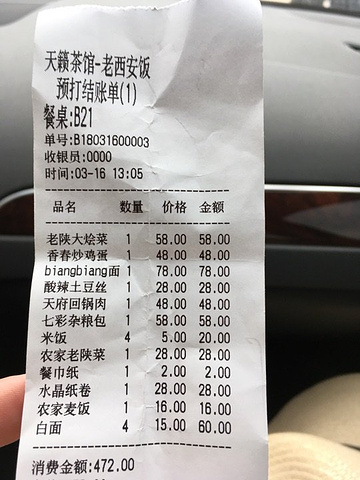 天籁茶馆-老西安饭
预打结账单(1)
餐桌:B21
单号:B18031600003
收银员:0000
时间:03-16 13:05
品名 数量 价格 金额
老陕大烩菜 1 58.00 58.00
香春炒鸡蛋 1 48.00 48.00
biangbiang面 1 78.00 78.00
酸辣土豆丝 1 28.00 28.00
天府回锅肉 1 48.00 48.00
七彩杂粮包 1 58.00 58.00
米饭 4 5.00 20.00
农家老陕菜 1 28.00 28.00
餐巾纸 1 2.00 2.00
水晶纸卷 1 28.00 28.00
农家麦饭 1 16.00 16.00
白面 4 15.00 60.00
消费金额:472.00